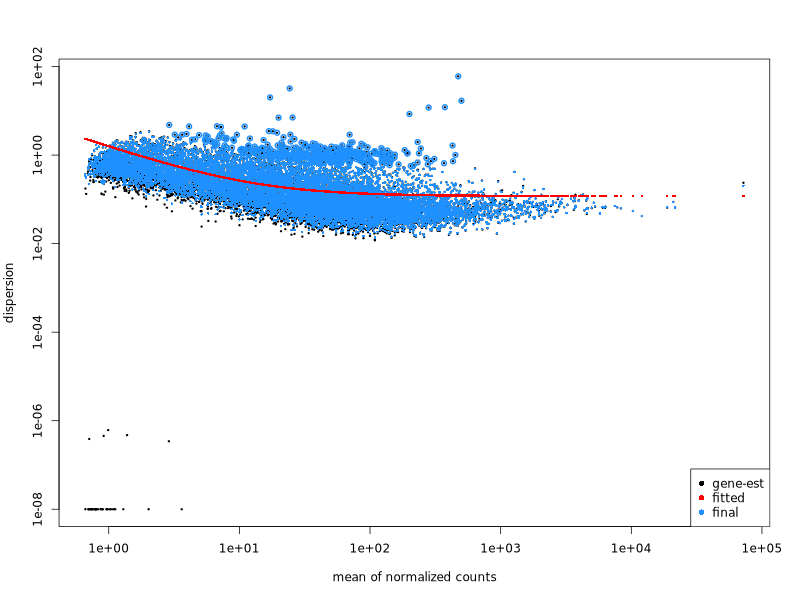 dispersion
1e+02
1e+00
1e-02
1e-04
1e-06
1e-08
gene-est
fitted
final
1e+00 1e+01 1e+02 1e+03 1e+04 1e+05
mean of normalized counts